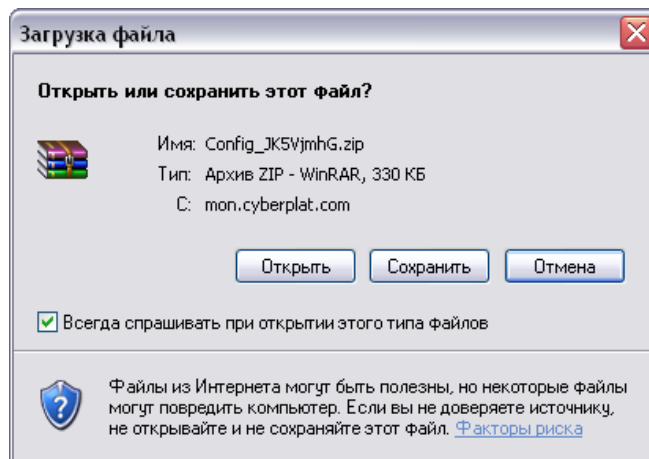 Загрузка файла
Открыть или сохранить этот файл?
Имя: Config_JK5VjmhG.zip
Тип: Архив ZIP - WinRAR, 330 КБ
С: mon.cyberplat.com
Открыть Сохранить Отмена
Всегда спрашивать при открытии этого типа файлов
Файлы из Интернета могут быть полезны, но некоторые файлы
могут повредить компьютер. Если вы не доверяете источнику,
не открывайте и не сохраняйте этот файл. Факторы риска